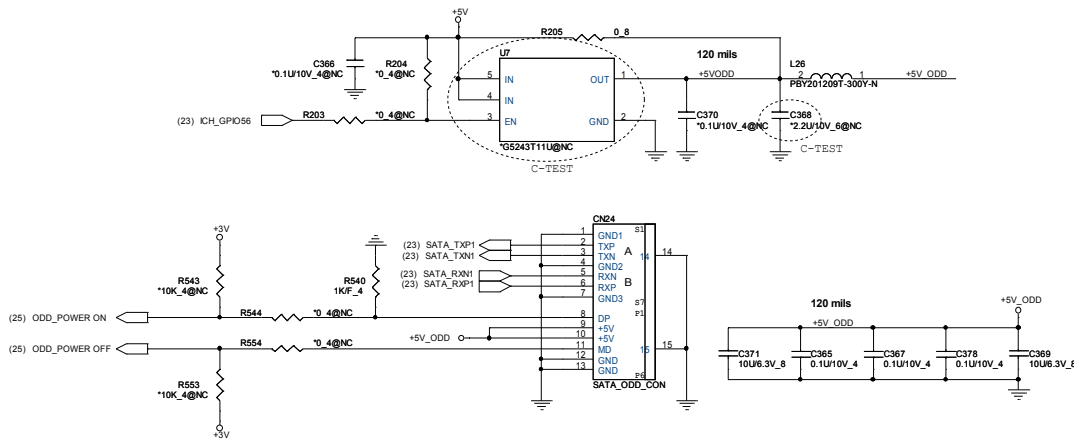 +5V
R205 0_8
U7
120 mils
L26
C366
*0.1U/10V_4@NC
R204
*0_4@NC
5 IN
4 IN
3 EN
OUT 1
GND 2
+5VODD
2 1
PBY201209T-300Y-N
+5V_ODD
(23) ICH_GPIO56
R203 *0_4@NC
C370
*0.1U/10V_4@NC
C368
*2.2U/10V_6@NC
*G5243T11U@NC
C-TEST
C-TEST
+3V
R543
*10K_4@NC
R540
1K/F_4
CN24
(23) SATA_TXP1
(23) SATA_TXN1
(23) SATA_RXN1
(23) SATA_RXP1
1 GND1
2 TXP
3 TXN
4 GND2
5 RXN
6 RXP
7 GND3
8 DP
9 +5V
10 +5V
11 MD
12 GND
13 GND
S1
A
14 14
B
S7
P1
15 15
P6
SATA_ODD_CON
(25) ODD_POWER ON
R544 *0_4@NC
+5V_ODD
(25) ODD_POWER OFF
R554 *0_4@NC
R553
*10K_4@NC
+3V
120 mils
+5V_ODD
+5V_ODD
C371
10U/6.3V_8
C365
0.1U/10V_4
C367
0.1U/10V_4
C378
0.1U/10V_4
C369
10U/6.3V_8